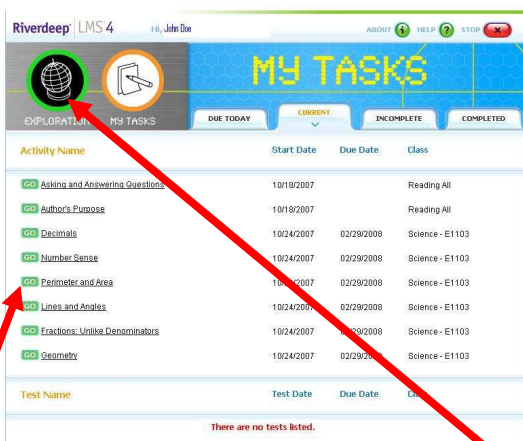 Riverdeep LMS 4 Hi, John Doe ABOUT HELP ? STOP
MY TASKS
EXPLORATION MY TASKS DUE TODAY CURRENT INCOMPLETE COMPLETED
Activity Name Start Date Due Date Class
GO Asking and Answering Questions 10/18/2007 Reading All
GO Author's Purpose 10/18/2007 Reading All
GO Decimals 10/24/2007 02/29/2008 Science - E1103
GO Number Sense 10/24/2007 02/29/2008 Science - E1103
GO Perimeter and Area 02/29/2008 Science - E1103
GO Lines and Angles 10/24/2007 02/29/2008 Science - E1103
GO Fractions: Unlike Denominators 10/24/2007 Science - E1103
GO Geometry 10/24/2007 Science - E1103
Test Name Test Date Due Date
There are no tests listed.